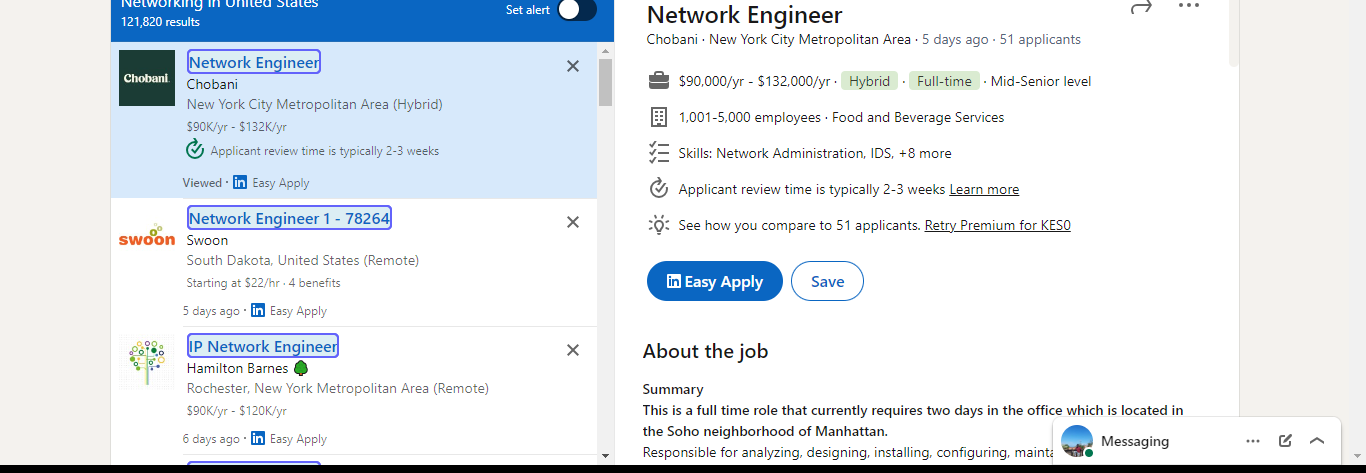 Networking in United States
121,820 results
Set alert
Chobani
Network Engineer
Chobani
New York City Metropolitan Area (Hybrid)
$90K/yr - $132K/yr
Applicant review time is typically 2-3 weeks
Viewed · in Easy Apply
swoon
Network Engineer 1 - 78264
Swoon
South Dakota, United States (Remote)
Starting at $22/hr · 4 benefits
5 days ago · in Easy Apply
IP Network Engineer
Hamilton Barnes
Rochester, New York Metropolitan Area (Remote)
$90K/yr - $120K/yr
6 days ago · in Easy Apply
Network Engineer
Chobani · New York City Metropolitan Area · 5 days ago · 51 applicants
$90,000/yr - $132,000/yr · Hybrid · Full-time · Mid-Senior level
1,001-5,000 employees · Food and Beverage Services
Skills: Network Administration, IDS, +8 more
Applicant review time is typically 2-3 weeks Learn more
See how you compare to 51 applicants. Retry Premium for KES0
in Easy Apply
Save
About the job
Summary
This is a full time role that currently requires two days in the office which is located in
the Soho neighborhood of Manhattan.
Responsible for analyzing, designing, installing, configuring,
Messaging